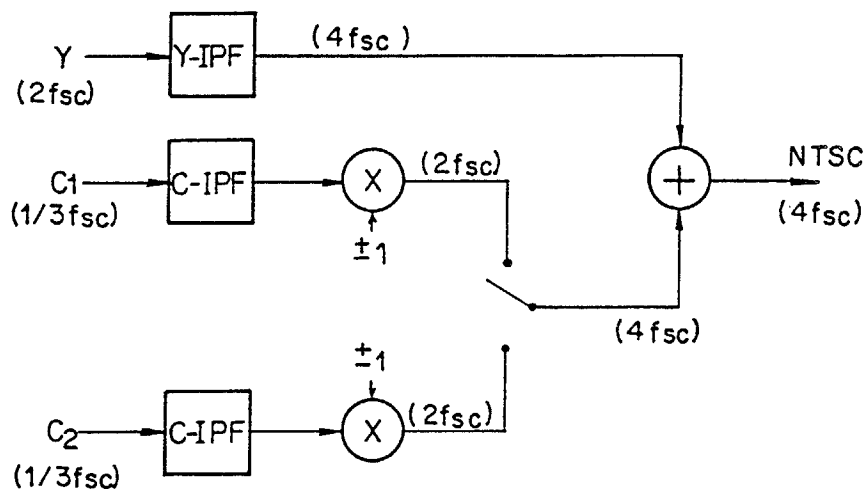 Y
(2fsc)
Y-IPF
(4fsc)
C1
(1/3fsc)
C-IPF
X
(2fsc)
±1
+
NTSC
(4fsc)
(4fsc)
±1
C2
(1/3fsc)
C-IPF
X
(2fsc)